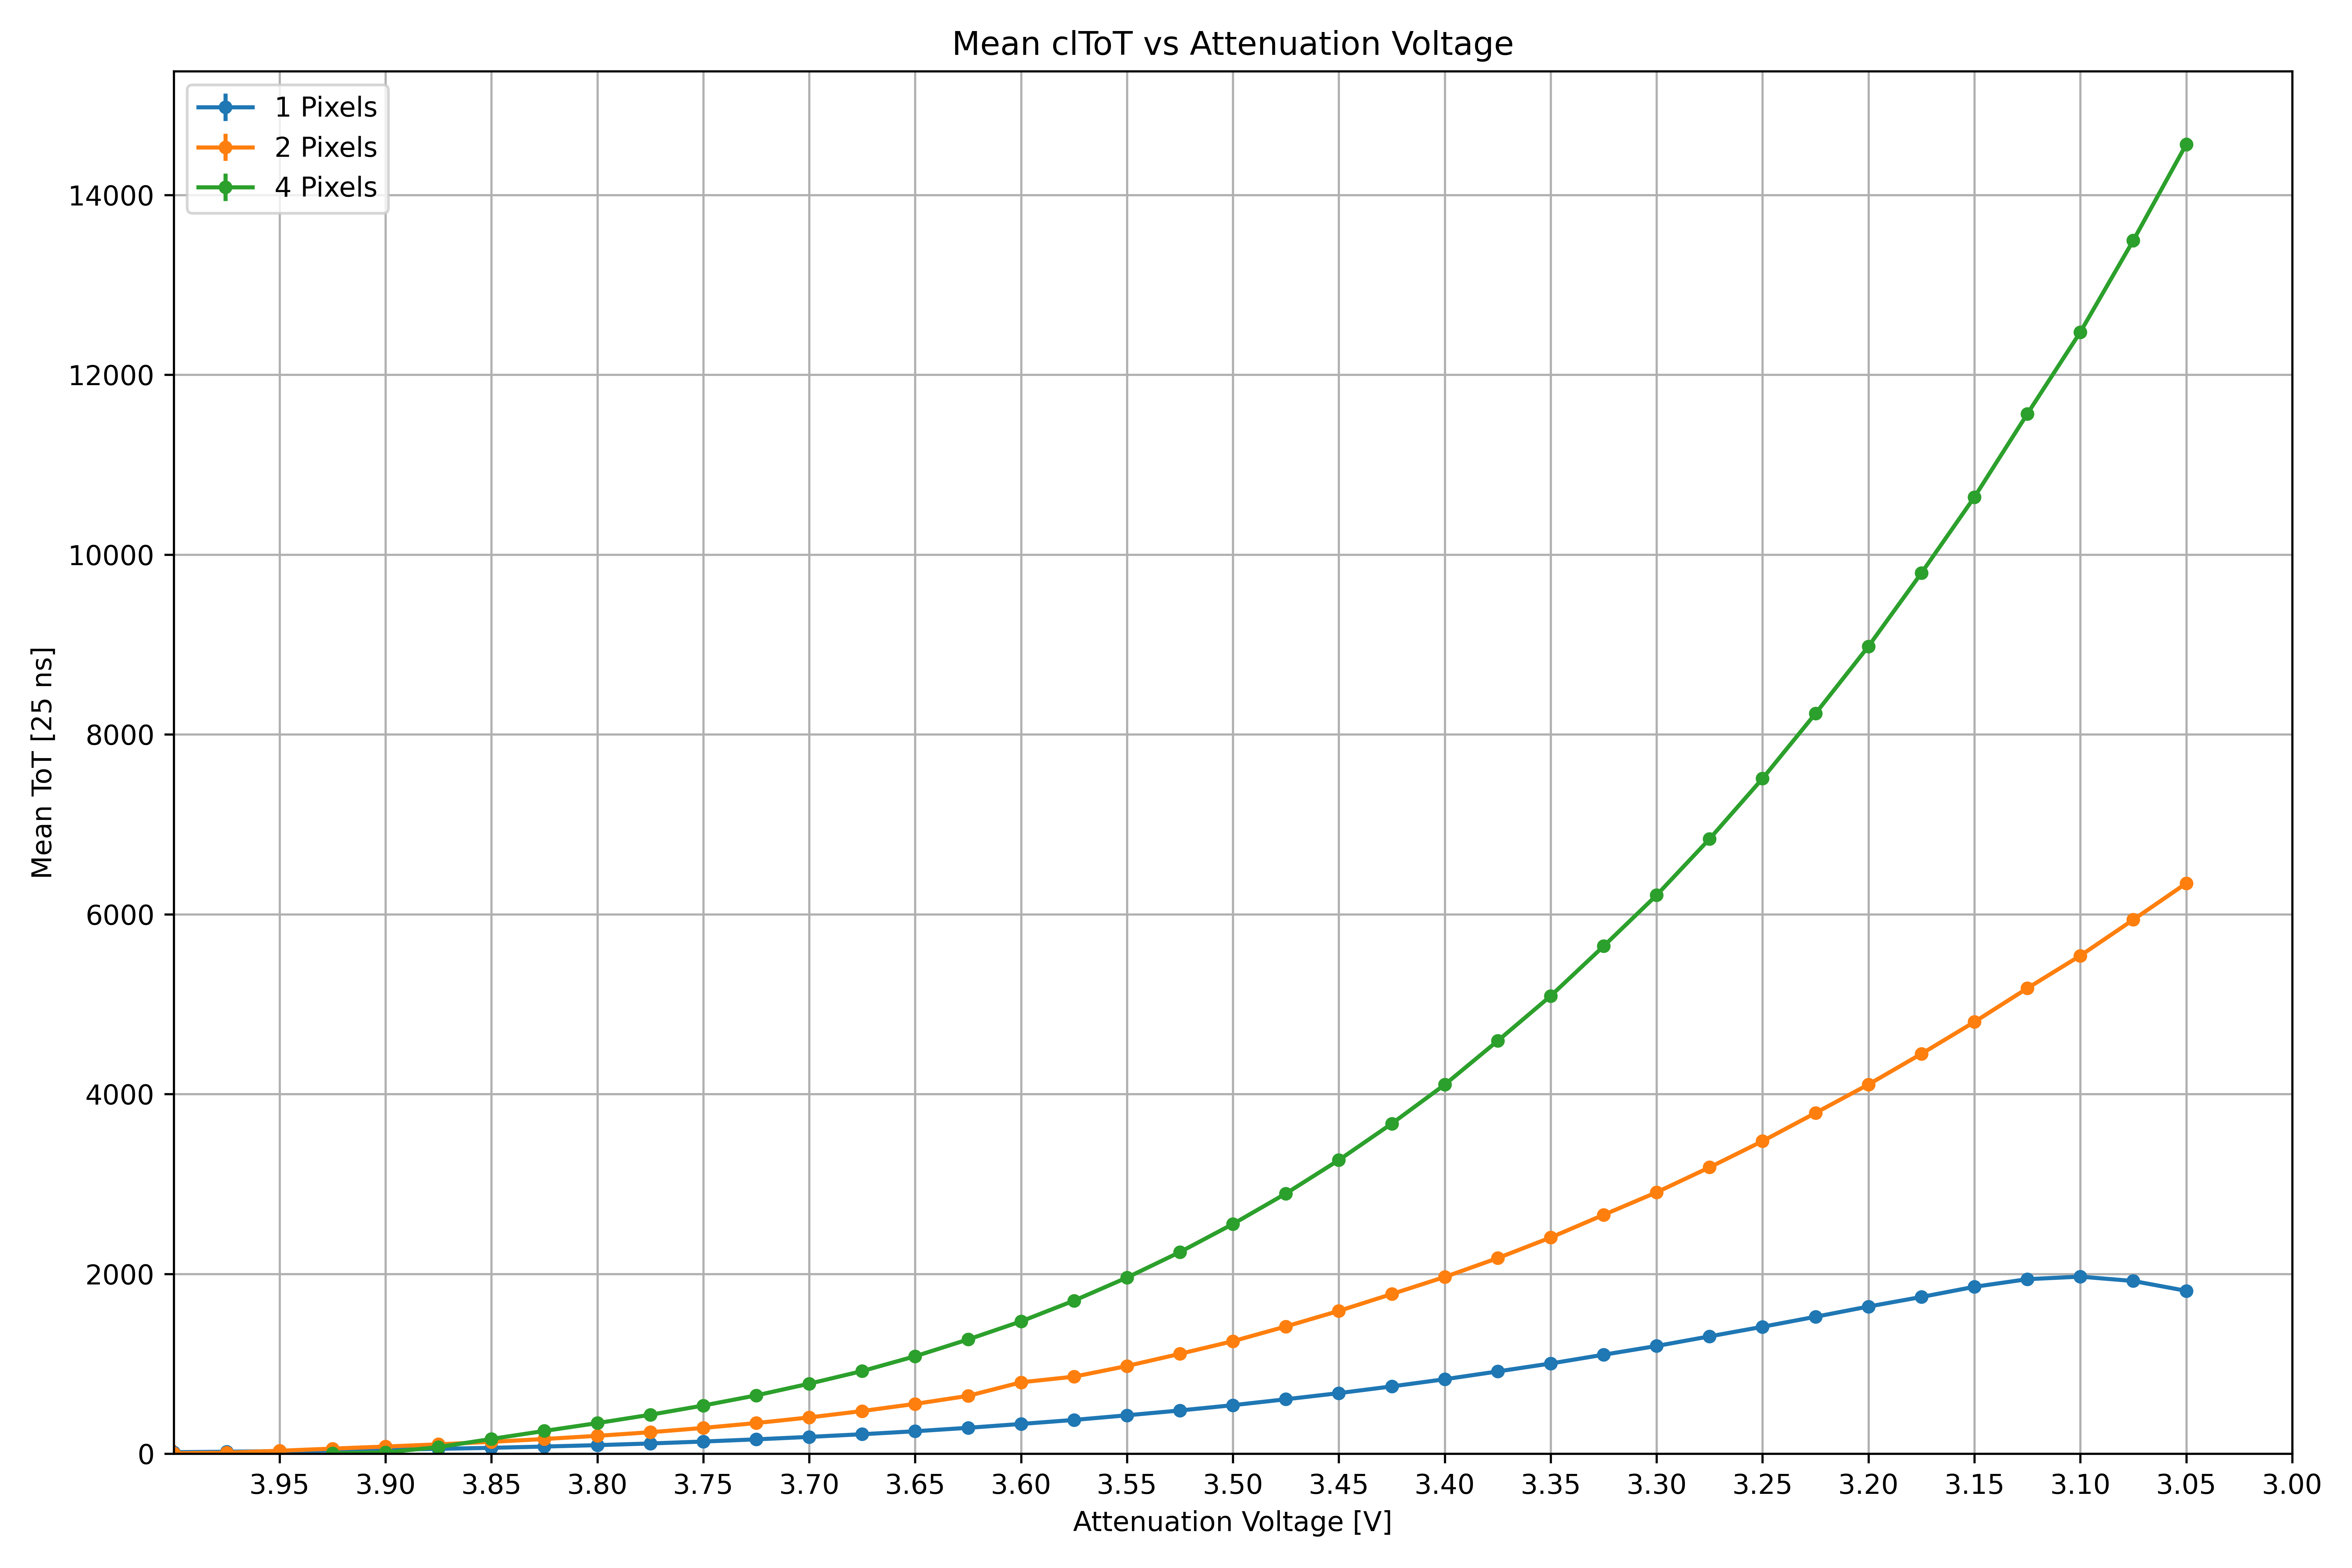 Mean clToT vs Attenuation Voltage
1 Pixels
2 Pixels
4 Pixels
14000
12000
10000
8000
6000
4000
2000
0
Mean ToT [25 ns]
3.95 3.90 3.85 3.80 3.75 3.70 3.65 3.60 3.55 3.50 3.45 3.40 3.35 3.30 3.25 3.20 3.15 3.10 3.05 3.00
Attenuation Voltage [V]